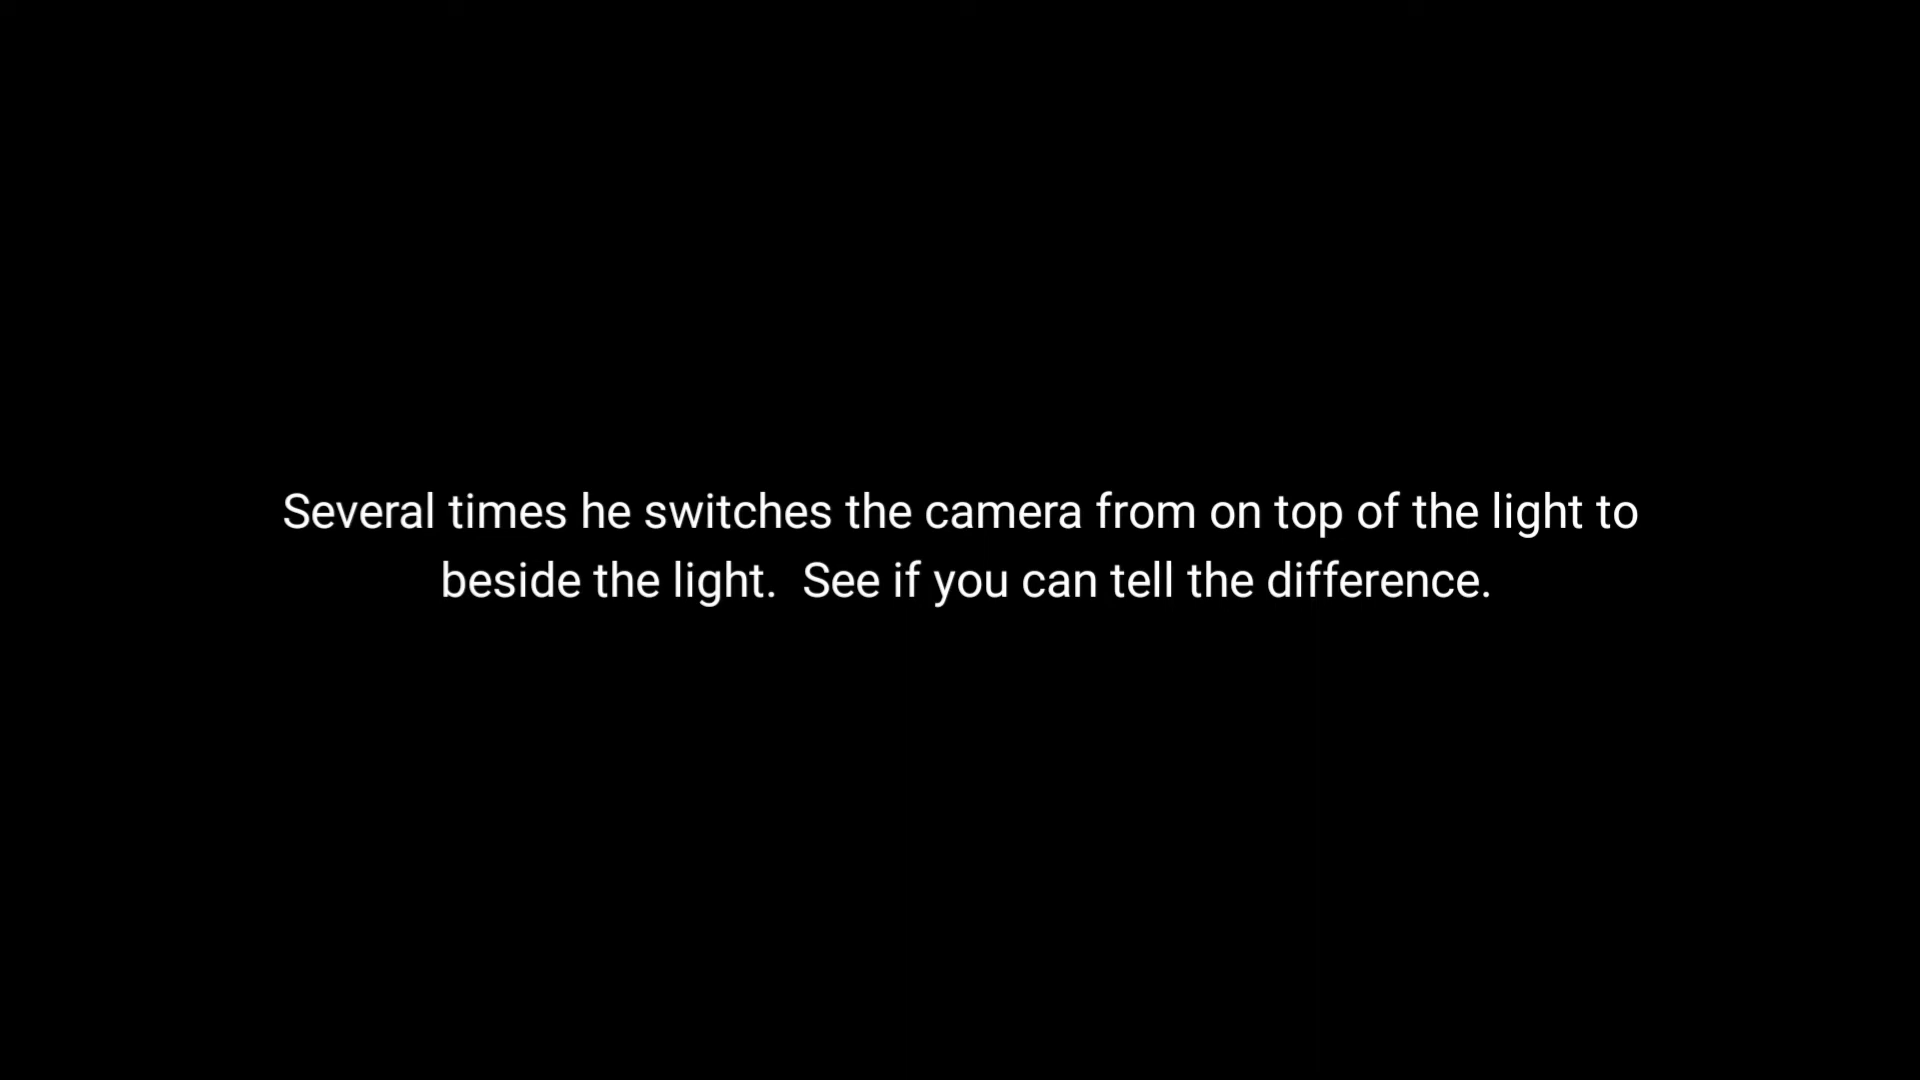 Several times he switches the camera from on top of the light to
beside the light.  See if you can tell the difference.